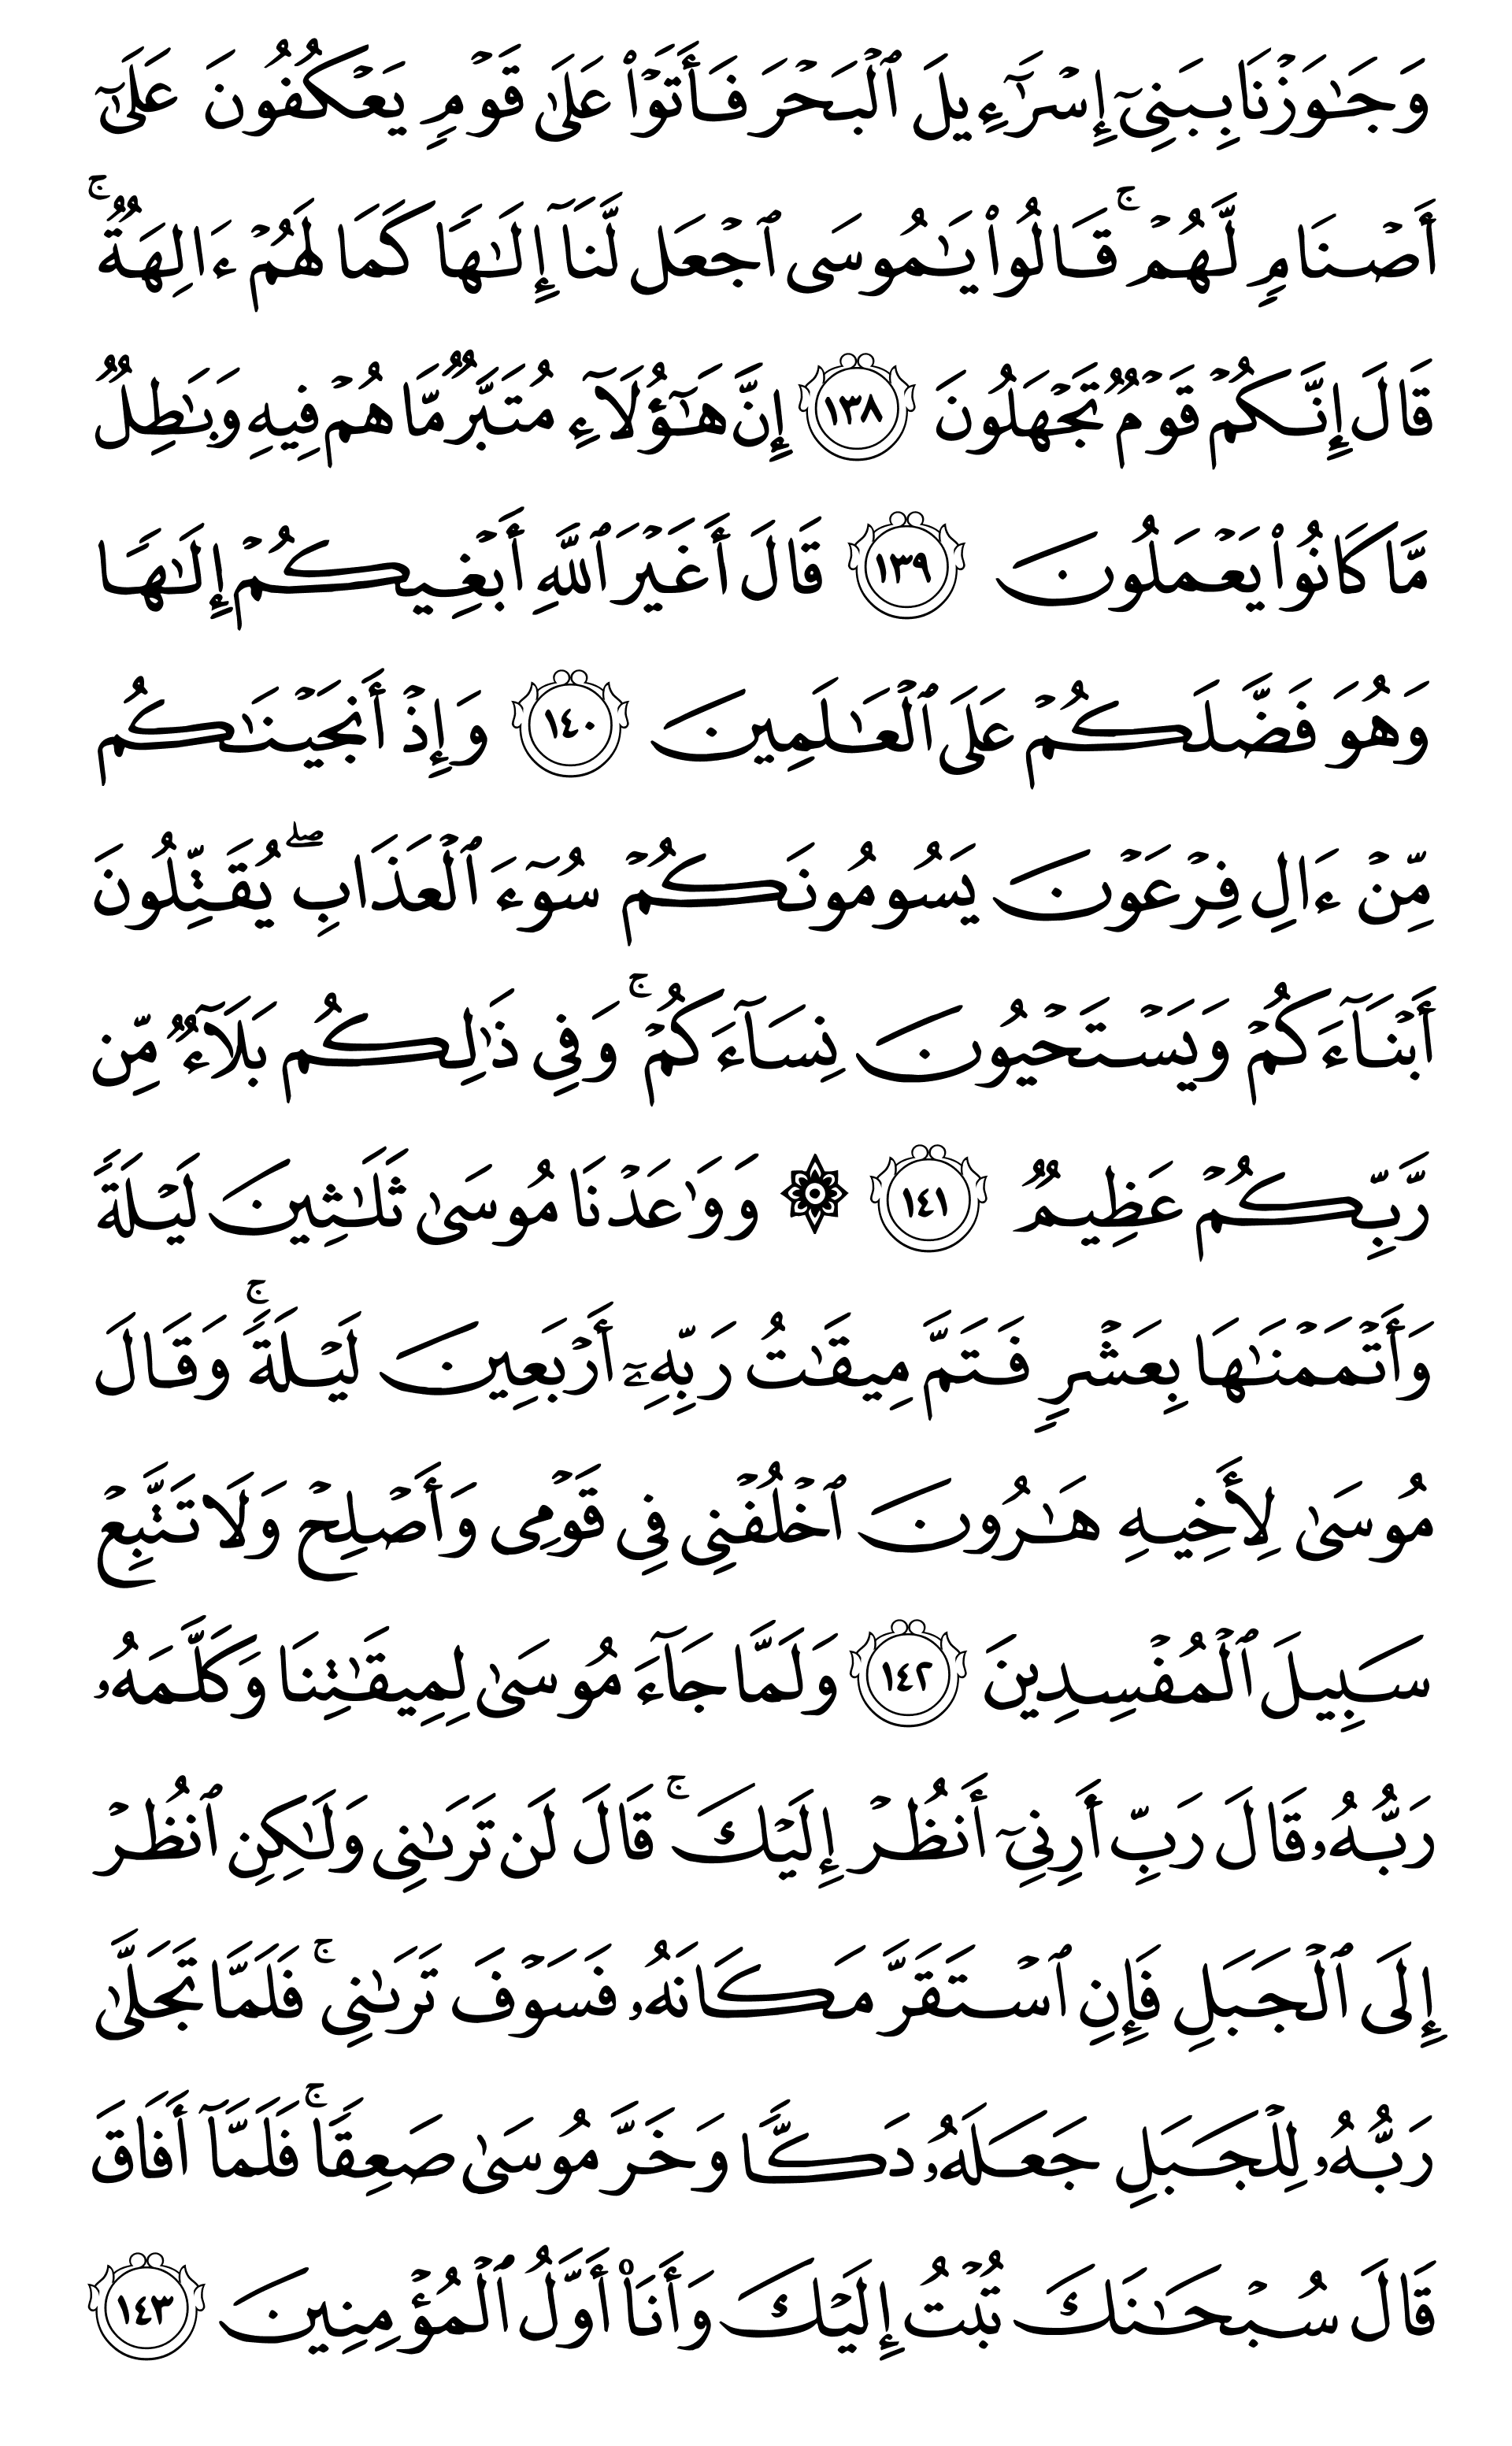 وَجَـٰوَزْنَا بِبَنِىٓ إِسْرَٰٓءِيلَ ٱلْبَحْرَ فَأَتَوْا۟ عَلَىٰ قَوْمٍ يَعْكُفُونَ عَلَىٰٓ
أَصْنَامٍ لَّهُمْ ۚ قَالُوا۟ يَـٰمُوسَى ٱجْعَل لَّنَآ إِلَـٰهًا كَمَا لَهُمْ ءَالِهَةٌ ۚ
قَالَ إِنَّكُمْ قَوْمٌ تَجْهَلُونَ ١٣٨ إِنَّ هَـٰٓؤُلَآءِ مُتَبَّرٌ مَّا هُمْ فِيهِ وَبَـٰطِلٌ
مَّا كَانُوا۟ يَعْمَلُونَ ١٣٩ قَالَ أَغَيْرَ ٱللَّهِ أَبْغِيكُمْ إِلَـٰهًا
وَهُوَ فَضَّلَكُمْ عَلَى ٱلْعَـٰلَمِينَ ١٤٠ وَإِذْ أَنجَيْنَـٰكُم
مِّنْ ءَالِ فِرْعَوْنَ يَسُومُونَكُمْ سُوٓءَ ٱلْعَذَابِ ۖ يُقَتِّلُونَ
أَبْنَآءَكُمْ وَيَسْتَحْيُونَ نِسَآءَكُمْ ۚ وَفِى ذَٰلِكُم بَلَآءٌ مِّن
رَّبِّكُمْ عَظِيمٌ ١٤١ ۞ وَوَٰعَدْنَا مُوسَىٰ ثَلَـٰثِينَ لَيْلَةً
وَأَتْمَمْنَـٰهَا بِعَشْرٍ فَتَمَّ مِيقَـٰتُ رَبِّهِۦٓ أَرْبَعِينَ لَيْلَةً ۚ وَقَالَ
مُوسَىٰ لِأَخِيهِ هَـٰرُونَ ٱخْلُفْنِى فِى قَوْمِى وَأَصْلِحْ وَلَا تَتَّبِعْ
سَبِيلَ ٱلْمُفْسِدِينَ ١٤٢ وَلَمَّا جَآءَ مُوسَىٰ لِمِيقَـٰتِنَا وَكَلَّمَهُۥ
رَبُّهُۥ قَالَ رَبِّ أَرِنِىٓ أَنظُرْ إِلَيْكَ ۚ قَالَ لَن تَرَىٰنِى وَلَـٰكِنِ ٱنظُرْ
إِلَى ٱلْجَبَلِ فَإِنِ ٱسْتَقَرَّ مَكَانَهُۥ فَسَوْفَ تَرَىٰنِى ۚ فَلَمَّا تَجَلَّىٰ
رَبُّهُۥ لِلْجَبَلِ جَعَلَهُۥ دَكًّا وَخَرَّ مُوسَىٰ صَعِقًا ۚ فَلَمَّآ أَفَاقَ
قَالَ سُبْحَـٰنَكَ تُبْتُ إِلَيْكَ وَأَنَا۠ أَوَّلُ ٱلْمُؤْمِنِينَ ١٤٣